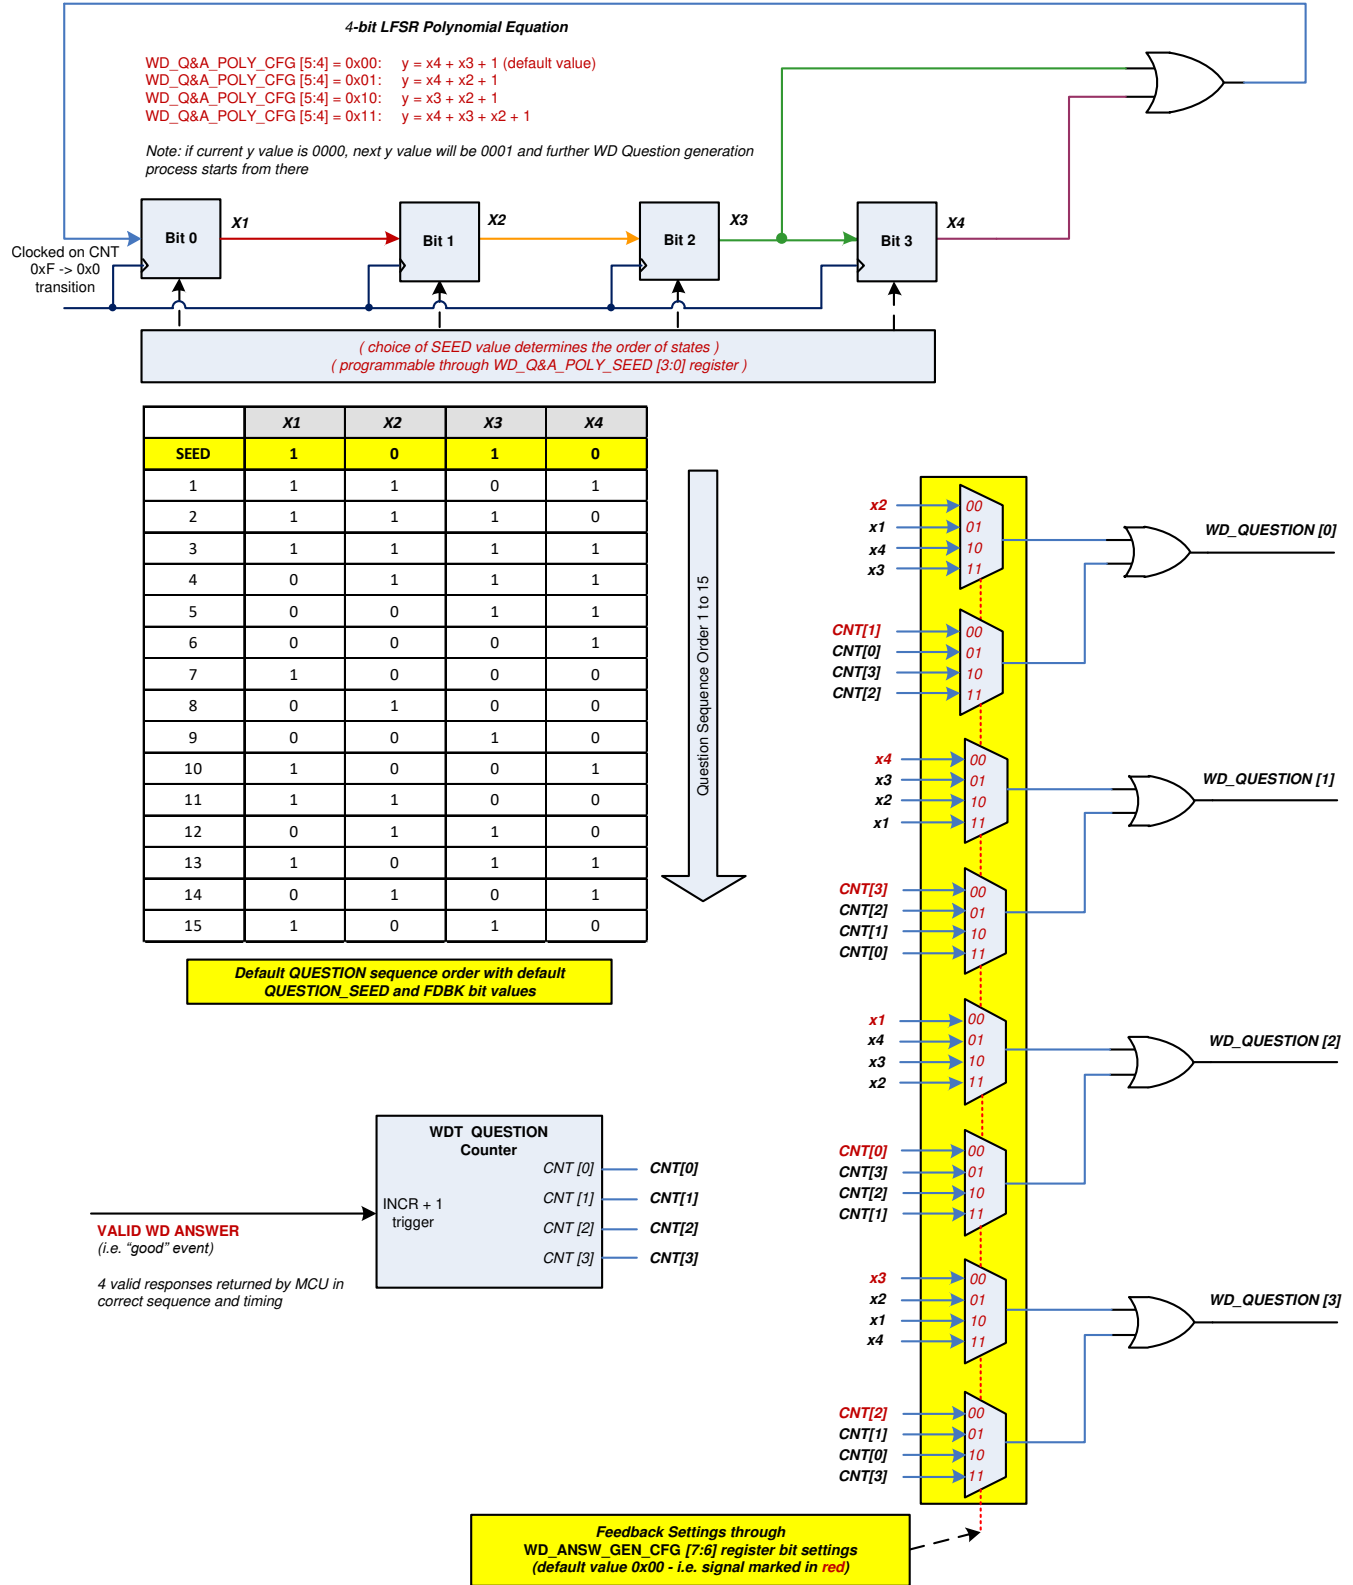 4-bit LFSR Polynomial Equation
WD_Q&A_POLY_CFG [5:4] = 0x00: y = x4 + x3 + 1 (default value)
WD_Q&A_POLY_CFG [5:4] = 0x01: y = x4 + x2 + 1
WD_Q&A_POLY_CFG [5:4] = 0x10: y = x3 + x2 + 1
WD_Q&A_POLY_CFG [5:4] = 0x11: y = x4 + x3 + x2 + 1
Note: if current y value is 0000, next y value will be 0001 and further WD Question generation
process starts from there
Bit 0
X1
Bit 1
X2
Bit 2
X3
Bit 3
X4
Clocked on CNT
0xF -> 0x0
transition
( choice of SEED value determines the order of states )
( programmable through WD_Q&A_POLY_SEED [3:0] register )
X1 X2 X3 X4
SEED 1 0 1 0
1 1 1 0 1
2 1 1 1 0
3 1 1 1 1
4 0 1 1 1
5 0 0 1 1
6 0 0 0 1
7 1 0 0 0
8 0 1 0 0
9 0 0 1 0
10 1 0 0 1
11 1 1 0 0
12 0 1 1 0
13 1 0 1 1
14 0 1 0 1
15 1 0 1 0
Question Sequence Order 1 to 15
Default QUESTION sequence order with default
QUESTION_SEED and FDBK bit values
WDT QUESTION
Counter
CNT [0] CNT[0]
CNT [1] CNT[1]
CNT [2] CNT[2]
CNT [3] CNT[3]
INCR + 1
trigger
VALID WD ANSWER
(i.e. “good” event)
4 valid responses returned by MCU in
correct sequence and timing
x2 00
x1 01
x4 10
x3 11
WD_QUESTION [0]
CNT[1] 00
CNT[0] 01
CNT[3] 10
CNT[2] 11
x4 00
x3 01
x2 10
x1 11
WD_QUESTION [1]
CNT[3] 00
CNT[2] 01
CNT[1] 10
CNT[0] 11
x1 00
x4 01
x3 10
x2 11
WD_QUESTION [2]
CNT[0] 00
CNT[3] 01
CNT[2] 10
CNT[1] 11
x3 00
x2 01
x1 10
x4 11
WD_QUESTION [3]
CNT[2] 00
CNT[1] 01
CNT[0] 10
CNT[3] 11
Feedback Settings through
WD_ANSW_GEN_CFG [7:6] register bit settings
(default value 0x00 - i.e. signal marked in red)